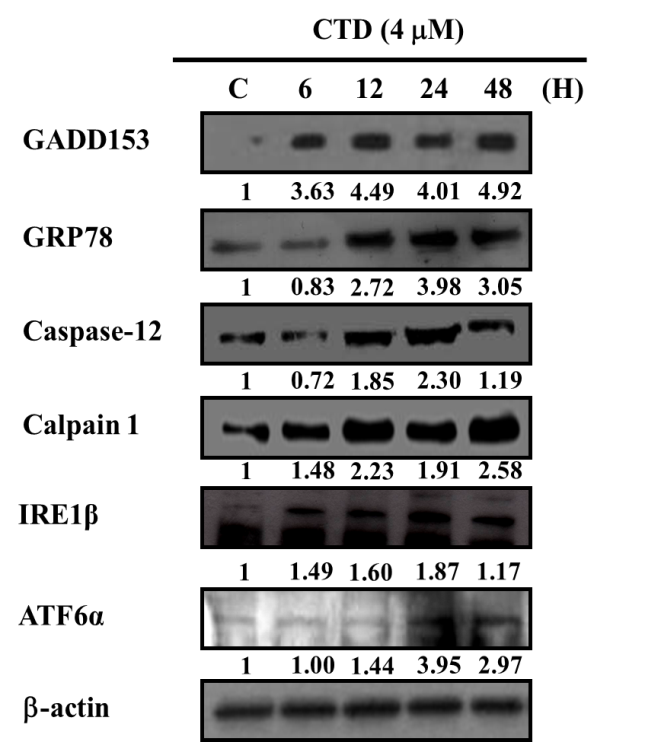 CTD (4 μM)
C 6 12 24 48 (H)
GADD153
1 3.63 4.49 4.01 4.92
GRP78
1 0.83 2.72 3.98 3.05
Caspase-12
1 0.72 1.85 2.30 1.19
Calpain 1
1 1.48 2.23 1.91 2.58
IRE1β
1 1.49 1.60 1.87 1.17
ATF6α
1 1.00 1.44 3.95 2.97
β-actin